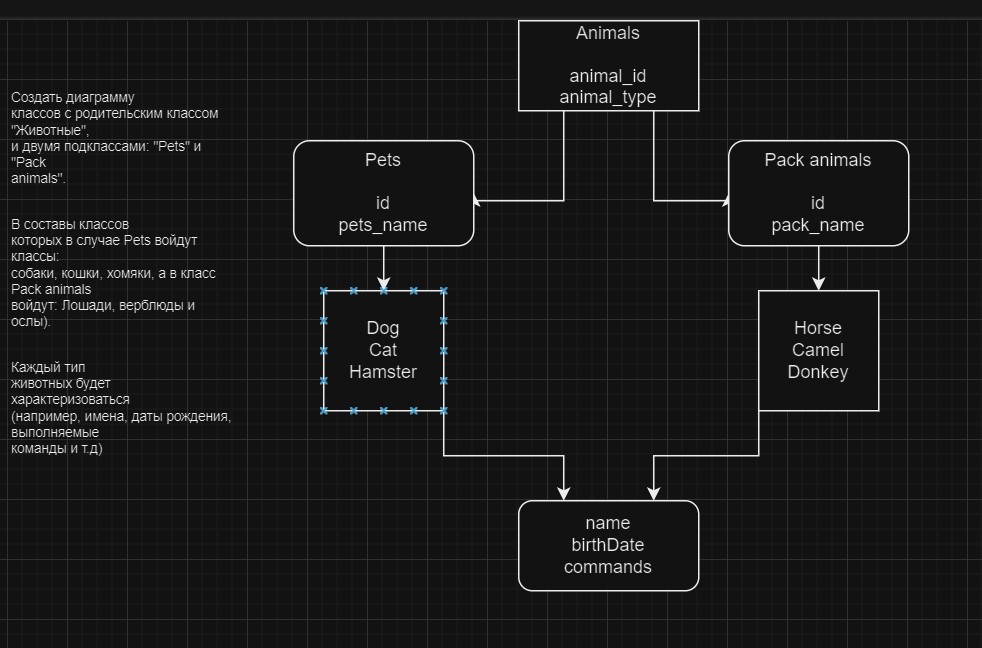 Создать диаграмму
классов с родительским классом
"Животные",
и двумя подклассами: "Pets" и
"Pack
animals".
В составы классов
которых в случае Pets войдут
классы:
собаки, кошки, хомяки, а в класс
Pack animals
войдут: Лошади, верблюды и
ослы).
Каждый тип
животных будет
характеризоваться
(например, имена, даты рождения,
выполняемые
команды и т.д)
Animals
animal_id
animal_type
Pets
id
pets_name
Pack animals
id
pack_name
Dog
Cat
Hamster
Horse
Camel
Donkey
name
birthDate
commands